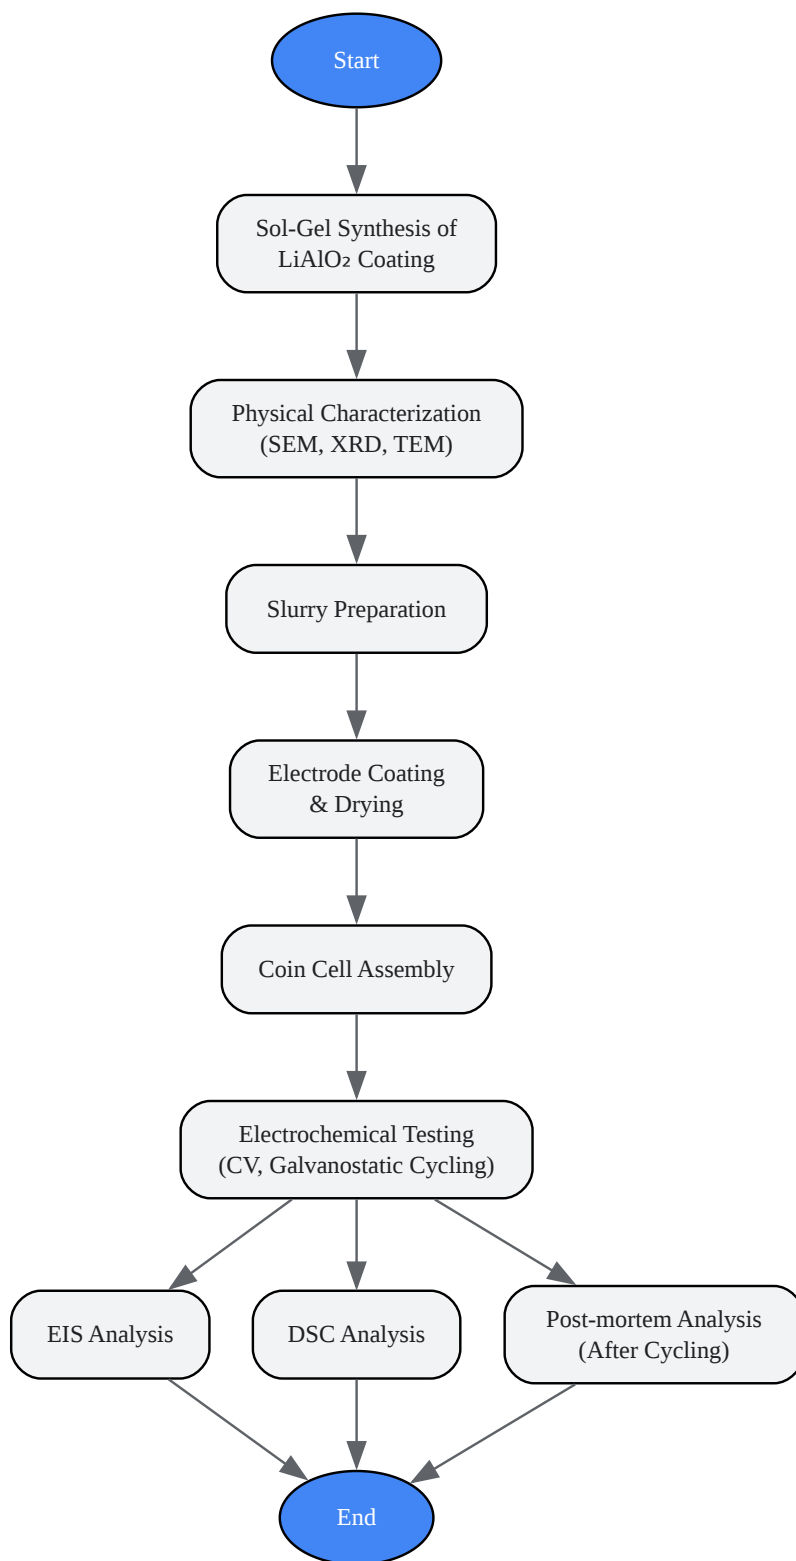 Start
Sol-Gel Synthesis of
LiAlO₂ Coating
Physical Characterization
(SEM, XRD, TEM)
Slurry Preparation
Electrode Coating
& Drying
Coin Cell Assembly
Electrochemical Testing
(CV, Galvanostatic Cycling)
EIS Analysis
DSC Analysis
Post-mortem Analysis
(After Cycling)
End